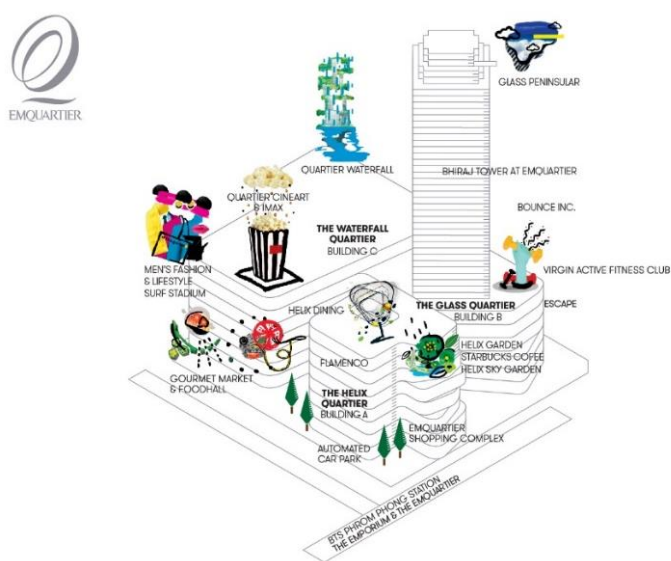 EMQUARTIER
GLASS PENINSULAR
QUARTIER WATERFALL
BHIRAJ TOWER AT EMQUARTIER
QUARTIER CINEART
& IMAX
BOUNCE INC.
THE WATERFALL
QUARTIER
BUILDING C
MEN'S FASHION
& LIFESTYLE
SURF STADIUM
VIRGIN ACTIVE FITNESS CLUB
HELIX DINING
THE GLASS QUARTIER
BUILDING B
ESCAPE
HELIX GARDEN
STARBUCKS COFEE
HELIX SKY GARDEN
FLAMENCO
GOURMET MARKET
& FOODHALL
THE HELIX
QUARTIER
BUILDING A
EMQUARTIER
SHOPPING COMPLEX
AUTOMATED
CAR PARK
BTS PHROM PHONG STATION
THE EMPORIUM & THE EMQUARTIER